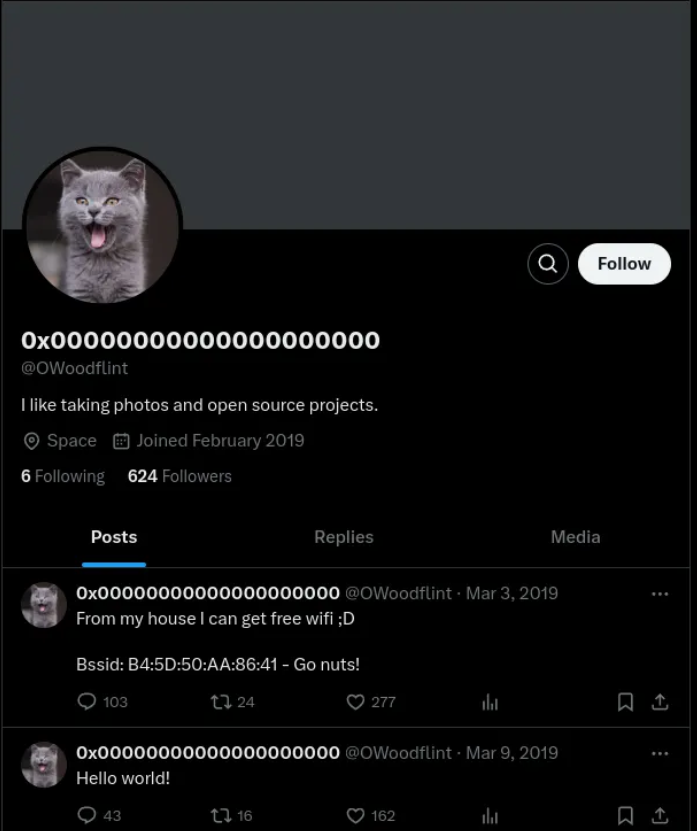 Follow
0x00000000000000000000
@OWoodflint
I like taking photos and open source projects.
Space Joined February 2019
6 Following 624 Followers
Posts Replies Media
0x00000000000000000000 @OWoodflint · Mar 3, 2019
From my house I can get free wifi ;D
Bssid: B4:5D:50:AA:86:41 - Go nuts!
103 24 277
0x00000000000000000000 @OWoodflint · Mar 9, 2019
Hello world!
43 16 162